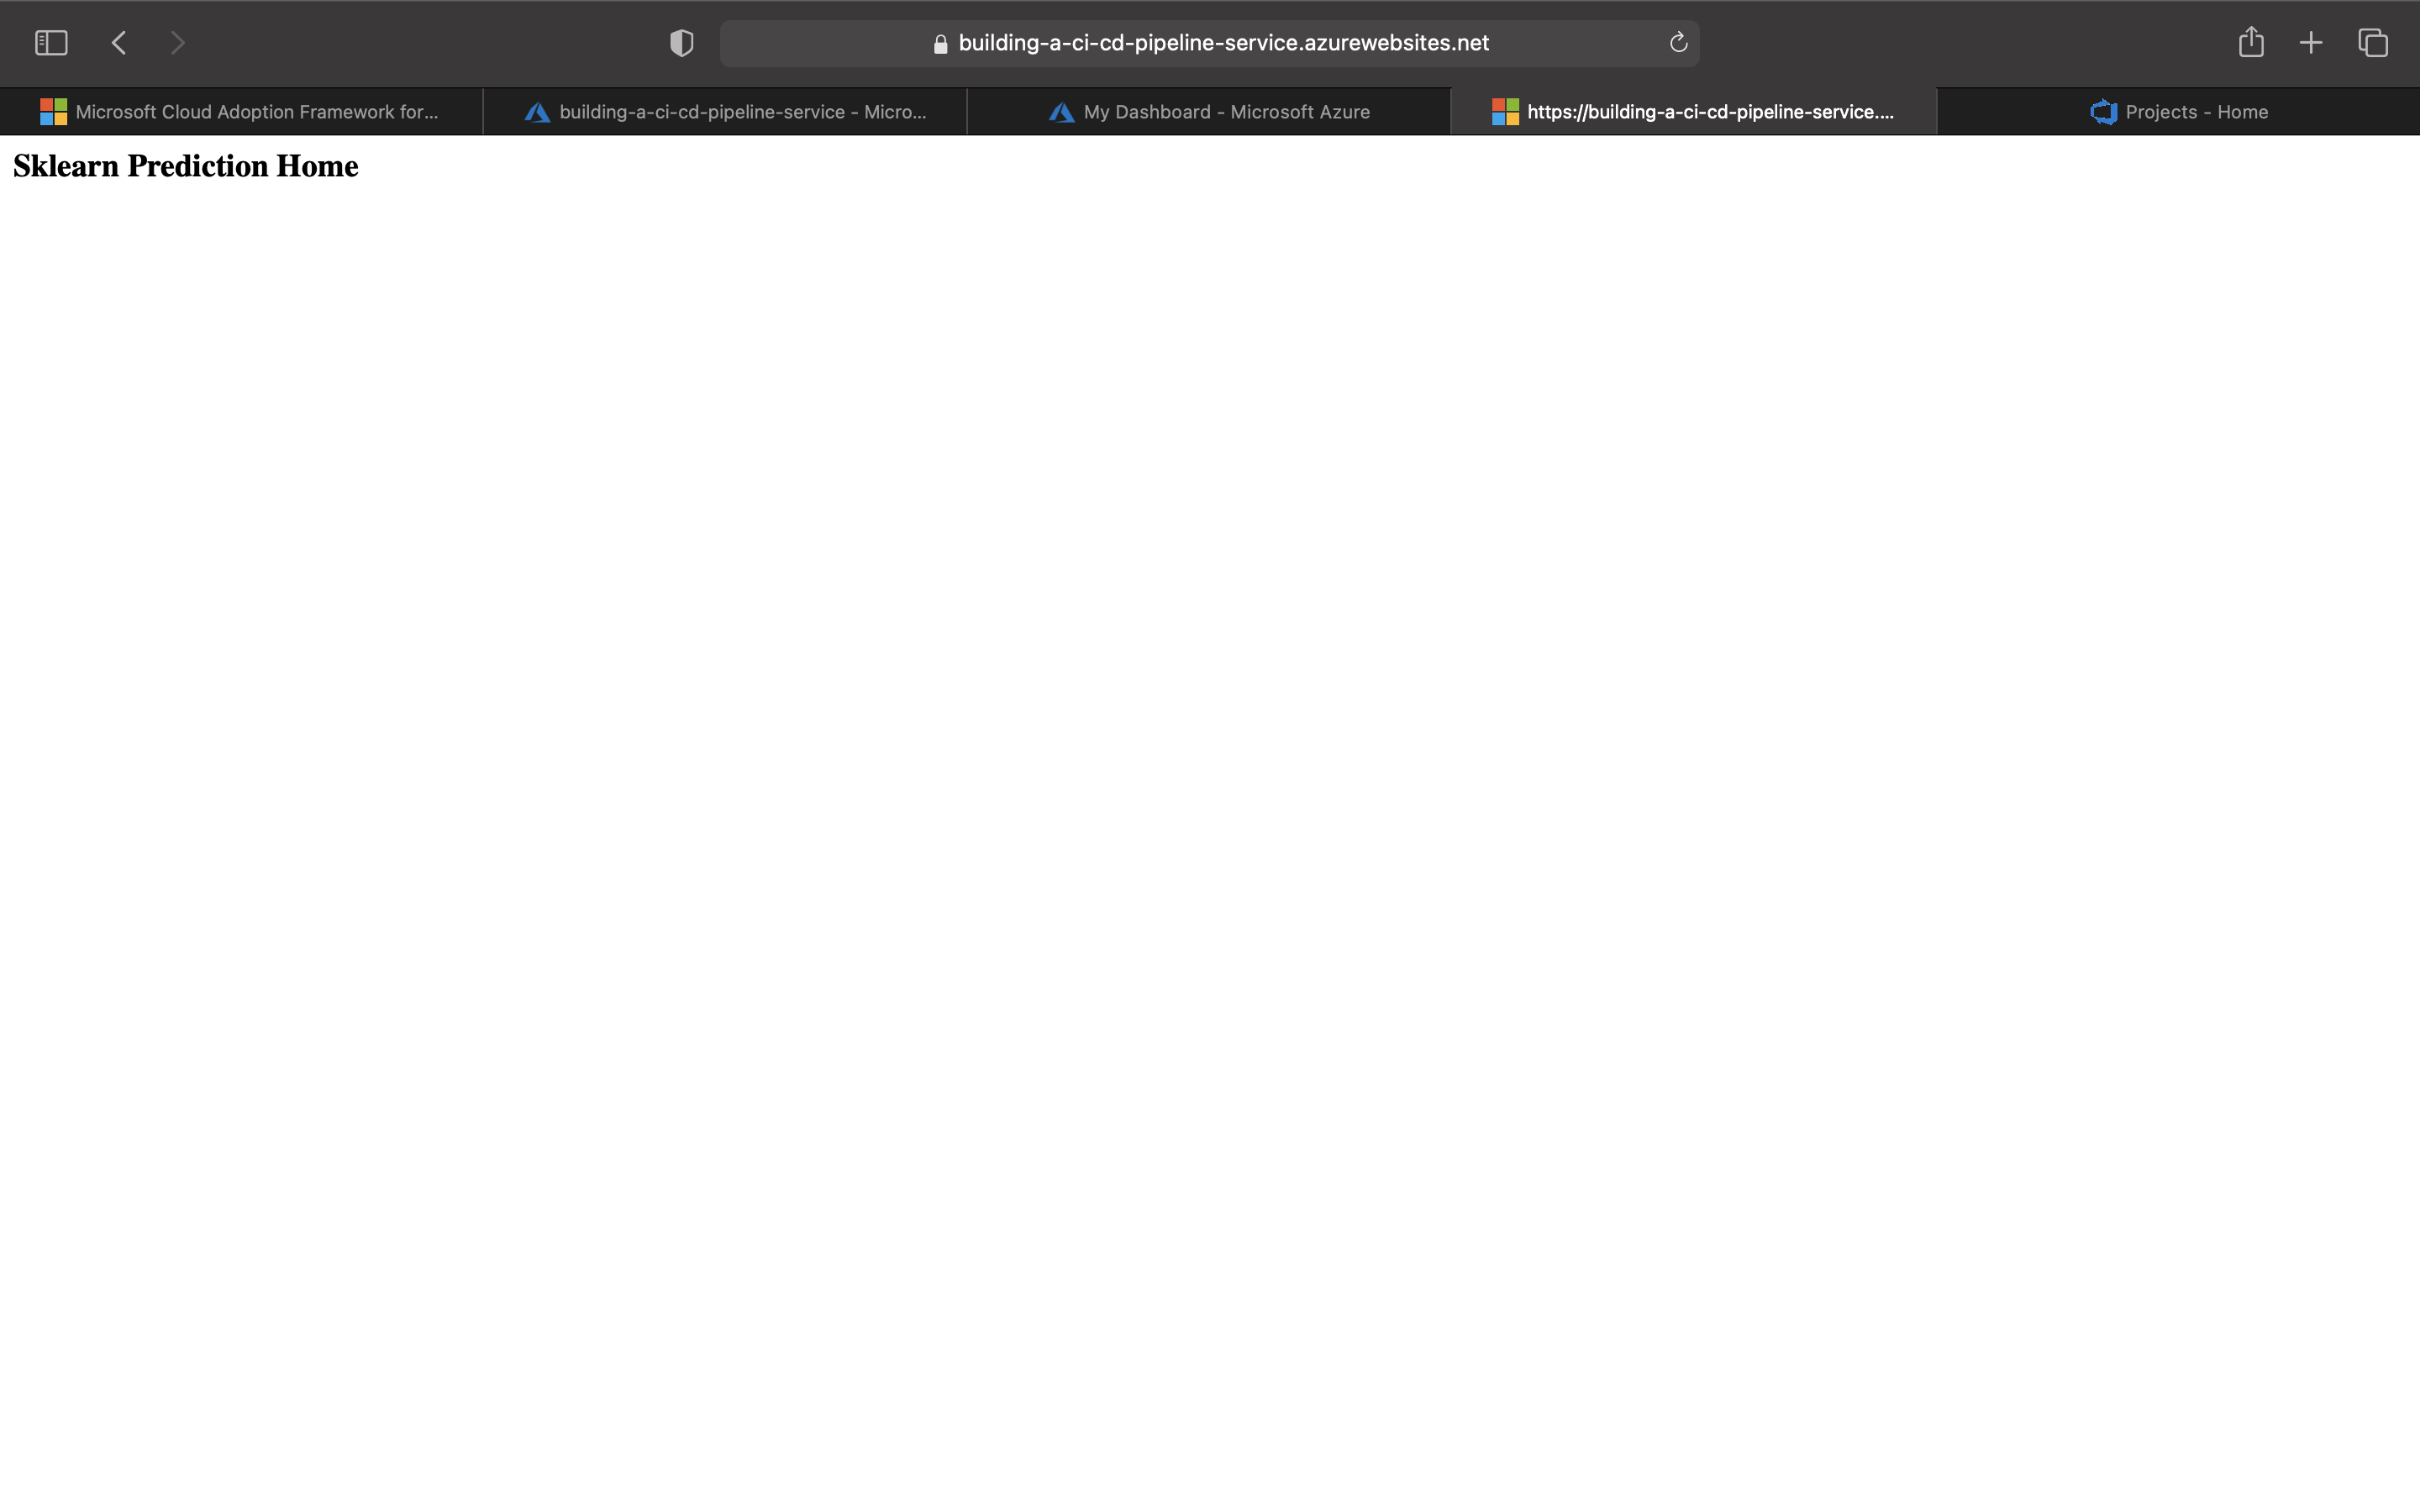 building-a-ci-cd-pipeline-service.azurewebsites.net
Microsoft Cloud Adoption Framework for...
building-a-ci-cd-pipeline-service - Micro...
My Dashboard - Microsoft Azure
https://building-a-ci-cd-pipeline-service....
Projects - Home
Sklearn Prediction Home